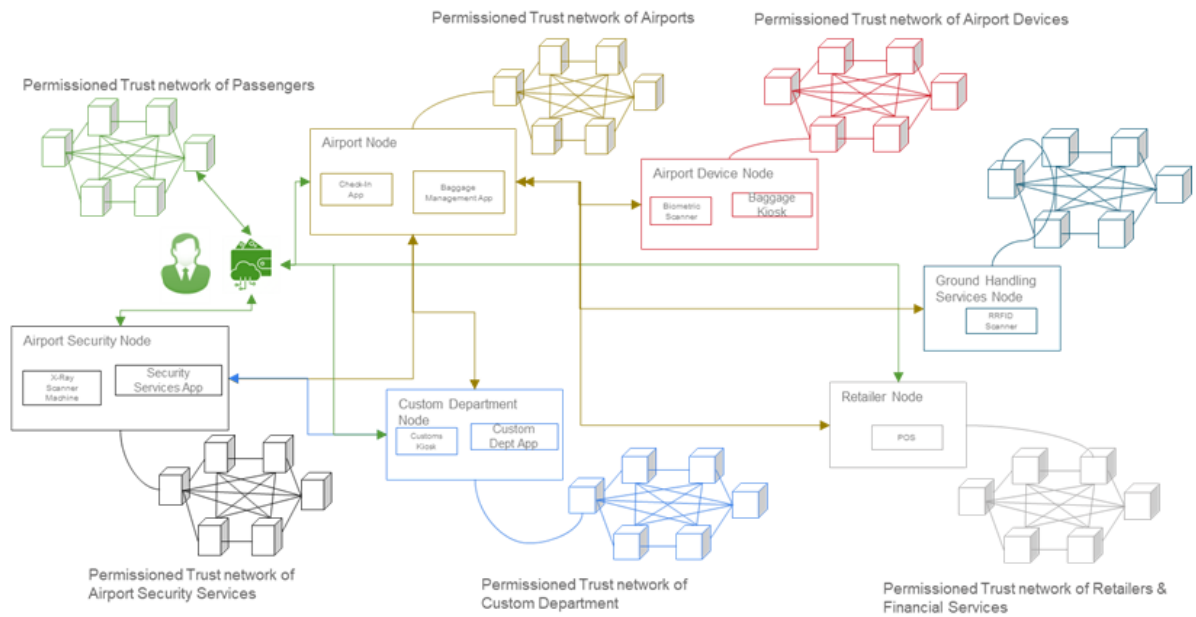 Permissioned Trust network of Airports
Permissioned Trust network of Airport Devices
Permissioned Trust network of Passengers
Airport Node
Check-In
App
Baggage
Management App
Airport Device Node
Biometric
Scanner
Baggage
Kiosk
Ground Handling
Services Node
RRFID
Scanner
Airport Security Node
X-Ray
Scanner
Machine
Security
Services App
Custom Department
Node
Customs
Kiosk
Custom
Dept App
Retailer Node
POS
Permissioned Trust network of
Airport Security Services
Permissioned Trust network of
Custom Department
Permissioned Trust network of Retailers &
Financial Services